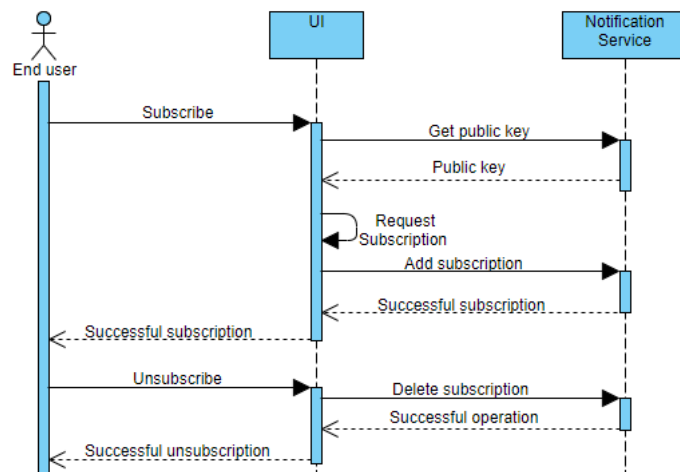 UI
Notification
Service
End user
Subscribe
Get public key
Public key
Request
Subscription
Add subscription
Successful subscription
Successful subscription
Unsubscribe
Delete subscription
Successful operation
Successful unsubscription